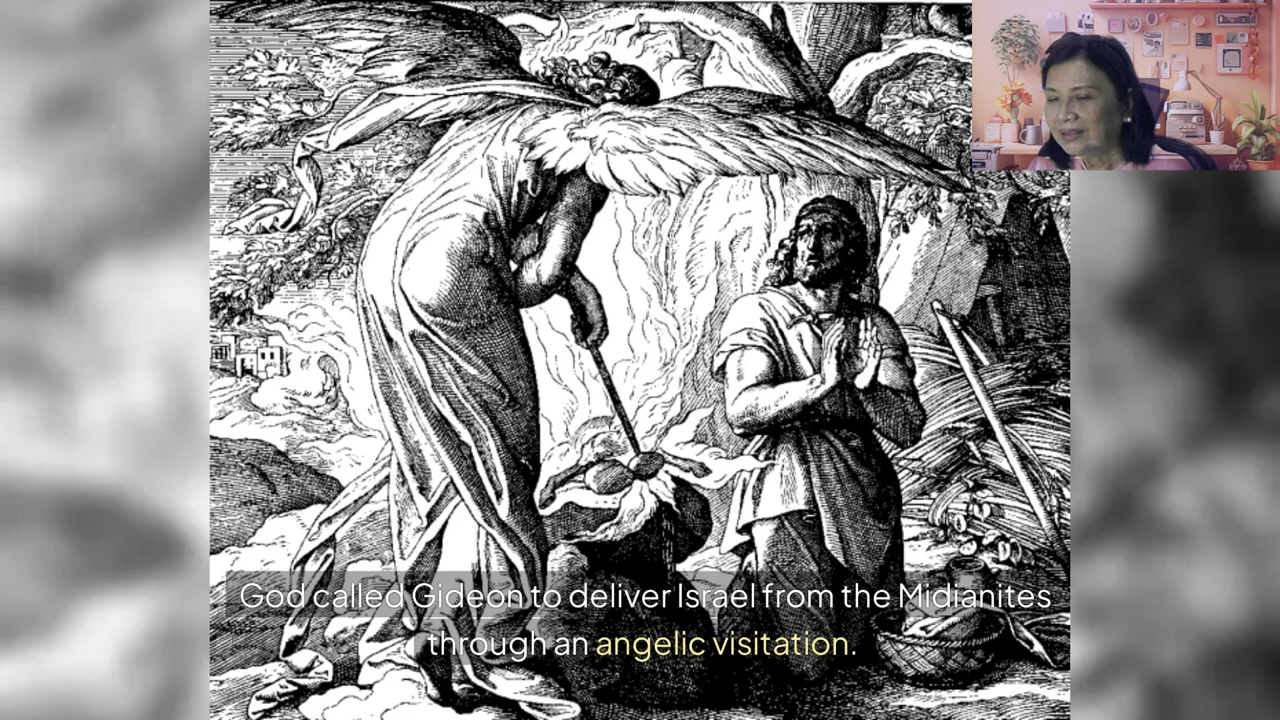 God called Gideon to deliver Israel from the Midianites
through an angelic visitation.